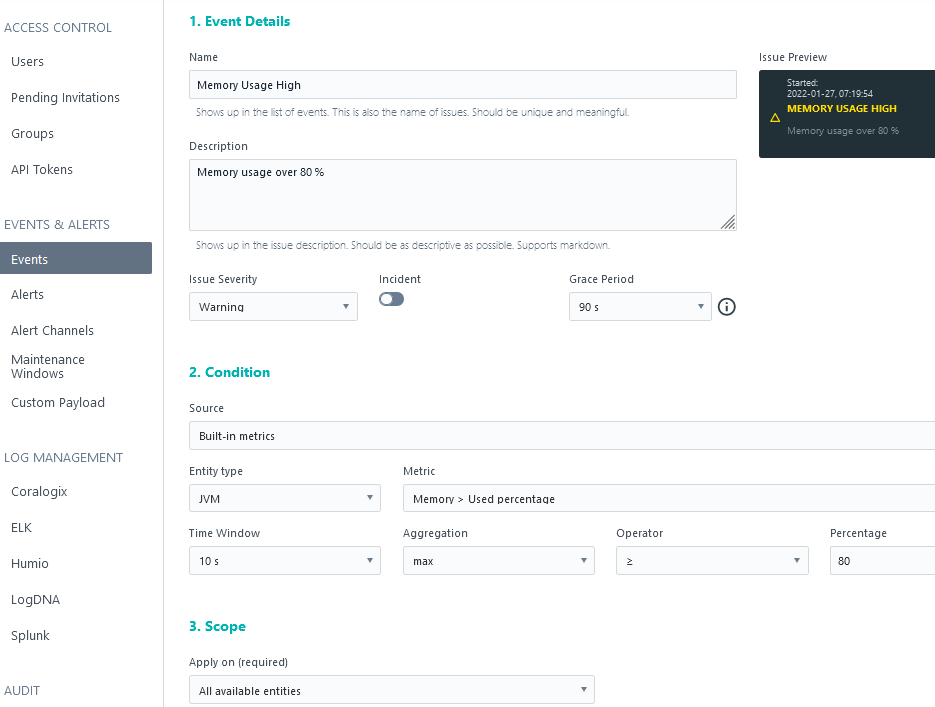 ACCESS CONTROL
Users
Pending Invitations
Groups
API Tokens
EVENTS & ALERTS
Events
Alerts
Alert Channels
Maintenance
Windows
Custom Payload
LOG MANAGEMENT
Coralogix
ELK
Humio
LogDNA
Splunk
AUDIT
1. Event Details
Name
Memory Usage High
Shows up in the list of events. This is also the name of issues. Should be unique and meaningful.
Description
Memory usage over 80 %
Shows up in the issue description. Should be as descriptive as possible. Supports markdown.
Issue Severity
Warning
Incident
Grace Period
90 s
Issue Preview
Started:
2022-01-27, 07:19:54
MEMORY USAGE HIGH
Memory usage over 80 %
2. Condition
Source
Built-in metrics
Entity type
JVM
Metric
Memory > Used percentage
Time Window
10 s
Aggregation
max
Operator
≥
Percentage
80
3. Scope
Apply on (required)
All available entities